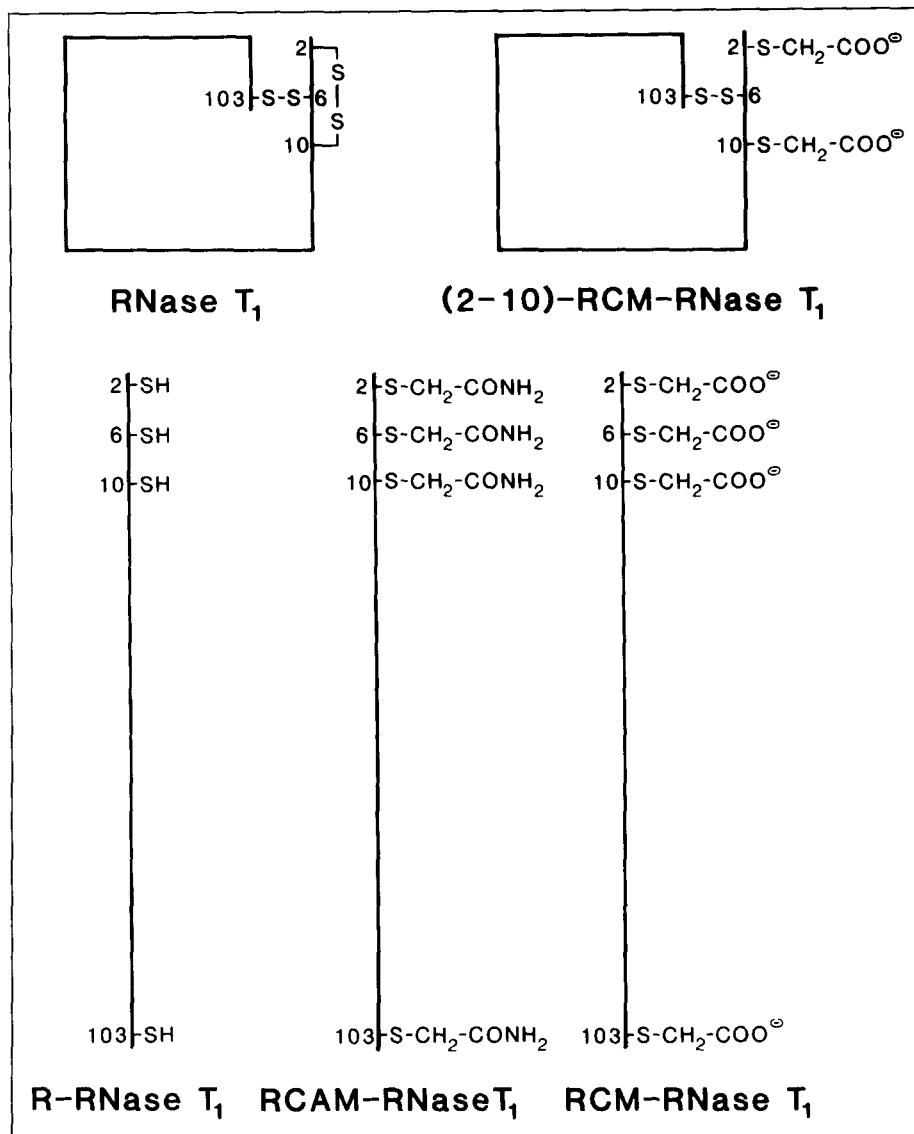 2 S-CH₂-COO⊖
2
S
103 S-S 6
S
10
103 S-S 6
10 S-CH₂-COO⊖
RNase T₁ (2-10)-RCM-RNase T₁
2 SH 2 S-CH₂-CONH₂ 2 S-CH₂-COO⊖
6 SH 6 S-CH₂-CONH₂ 6 S-CH₂-COO⊖
10 SH 10 S-CH₂-CONH₂ 10 S-CH₂-COO⊖
103 SH 103 S-CH₂-CONH₂ 103 S-CH₂-COO⊖
R-RNase T₁ RCAM-RNaseT₁ RCM-RNase T₁